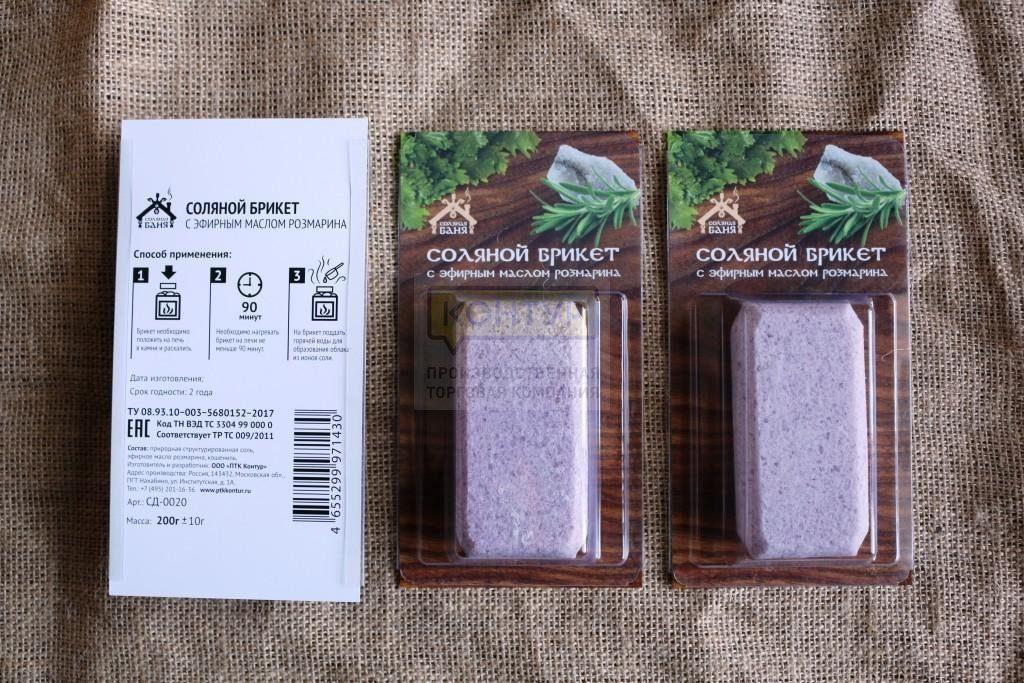 СОЛЯНАЯ
БАНЯ
СОЛЯНОЙ БРИКЕТ
С ЭФИРНЫМ МАСЛОМ РОЗМАРИНА
Способ применения:
1
2
3
90
минут
Брикет необходимо
положить на печь
в камни и раскалить.
Необходимо нагревать
брикет на печи не
меньше 90 минут.
На брикет поддать
горячей воды для
образования облака
из ионов соли.
Дата изготовления:
Срок годности: 2 года
ТУ 08.93.10-003-5680152-2017
EAC
Код ТН ВЭД ТС 3304 99 000 0
Соответствует ТР ТС 009/2011
Состав: природная структурированная соль,
эфирное масло розмарина, кошениль.
Изготовитель и разработчик: ООО «ПТК Контур»
Адрес производства: Россия, 143432, Московская обл.,
ПГТ Нахабино, ул. Институтская, д. 1А.
Тел.: +7 (495) 201-16-36 www.ptkkontur.ru
Арт.: СД-0020
Масса: 200г ±10г
4 655299 971430
СОЛЯНАЯ
БАНЯ
СОЛЯНОЙ БРИКЕТ
С ЭФИРНЫМ МАСЛОМ РОЗМАРИНА
КОНТУР
ПРОИЗВОДСТВЕННАЯ
ТОРГОВАЯ КОМПАНИЯ
СОЛЯНАЯ
БАНЯ
СОЛЯНОЙ БРИКЕТ
С ЭФИРНЫМ МАСЛОМ РОЗМАРИНА